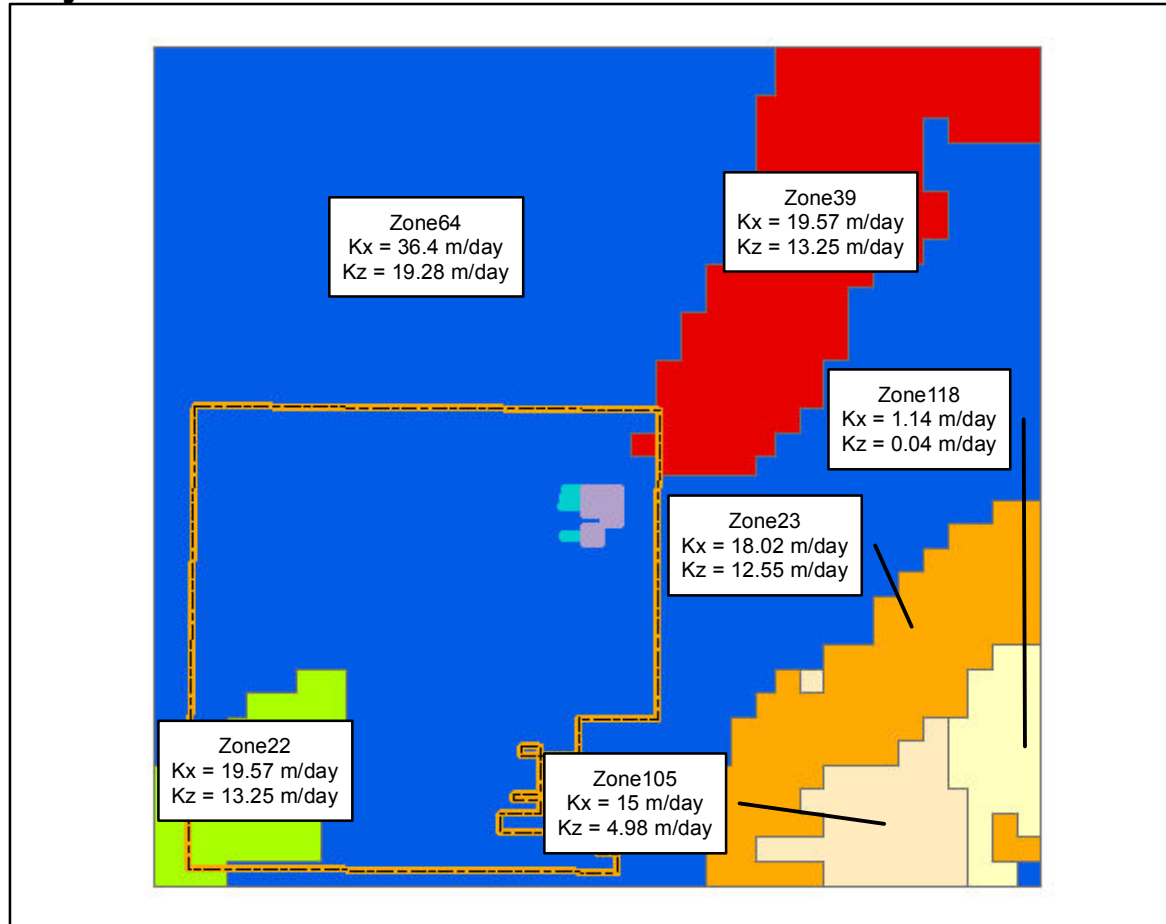 Zone64
Kx = 36.4 m/day
Kz = 19.28 m/day
Zone39
Kx = 19.57 m/day
Kz = 13.25 m/day
Zone118
Kx = 1.14 m/day
Kz = 0.04 m/day
Zone23
Kx = 18.02 m/day
Kz = 12.55 m/day
Zone22
Kx = 19.57 m/day
Kz = 13.25 m/day
Zone105
Kx = 15 m/day
Kz = 4.98 m/day